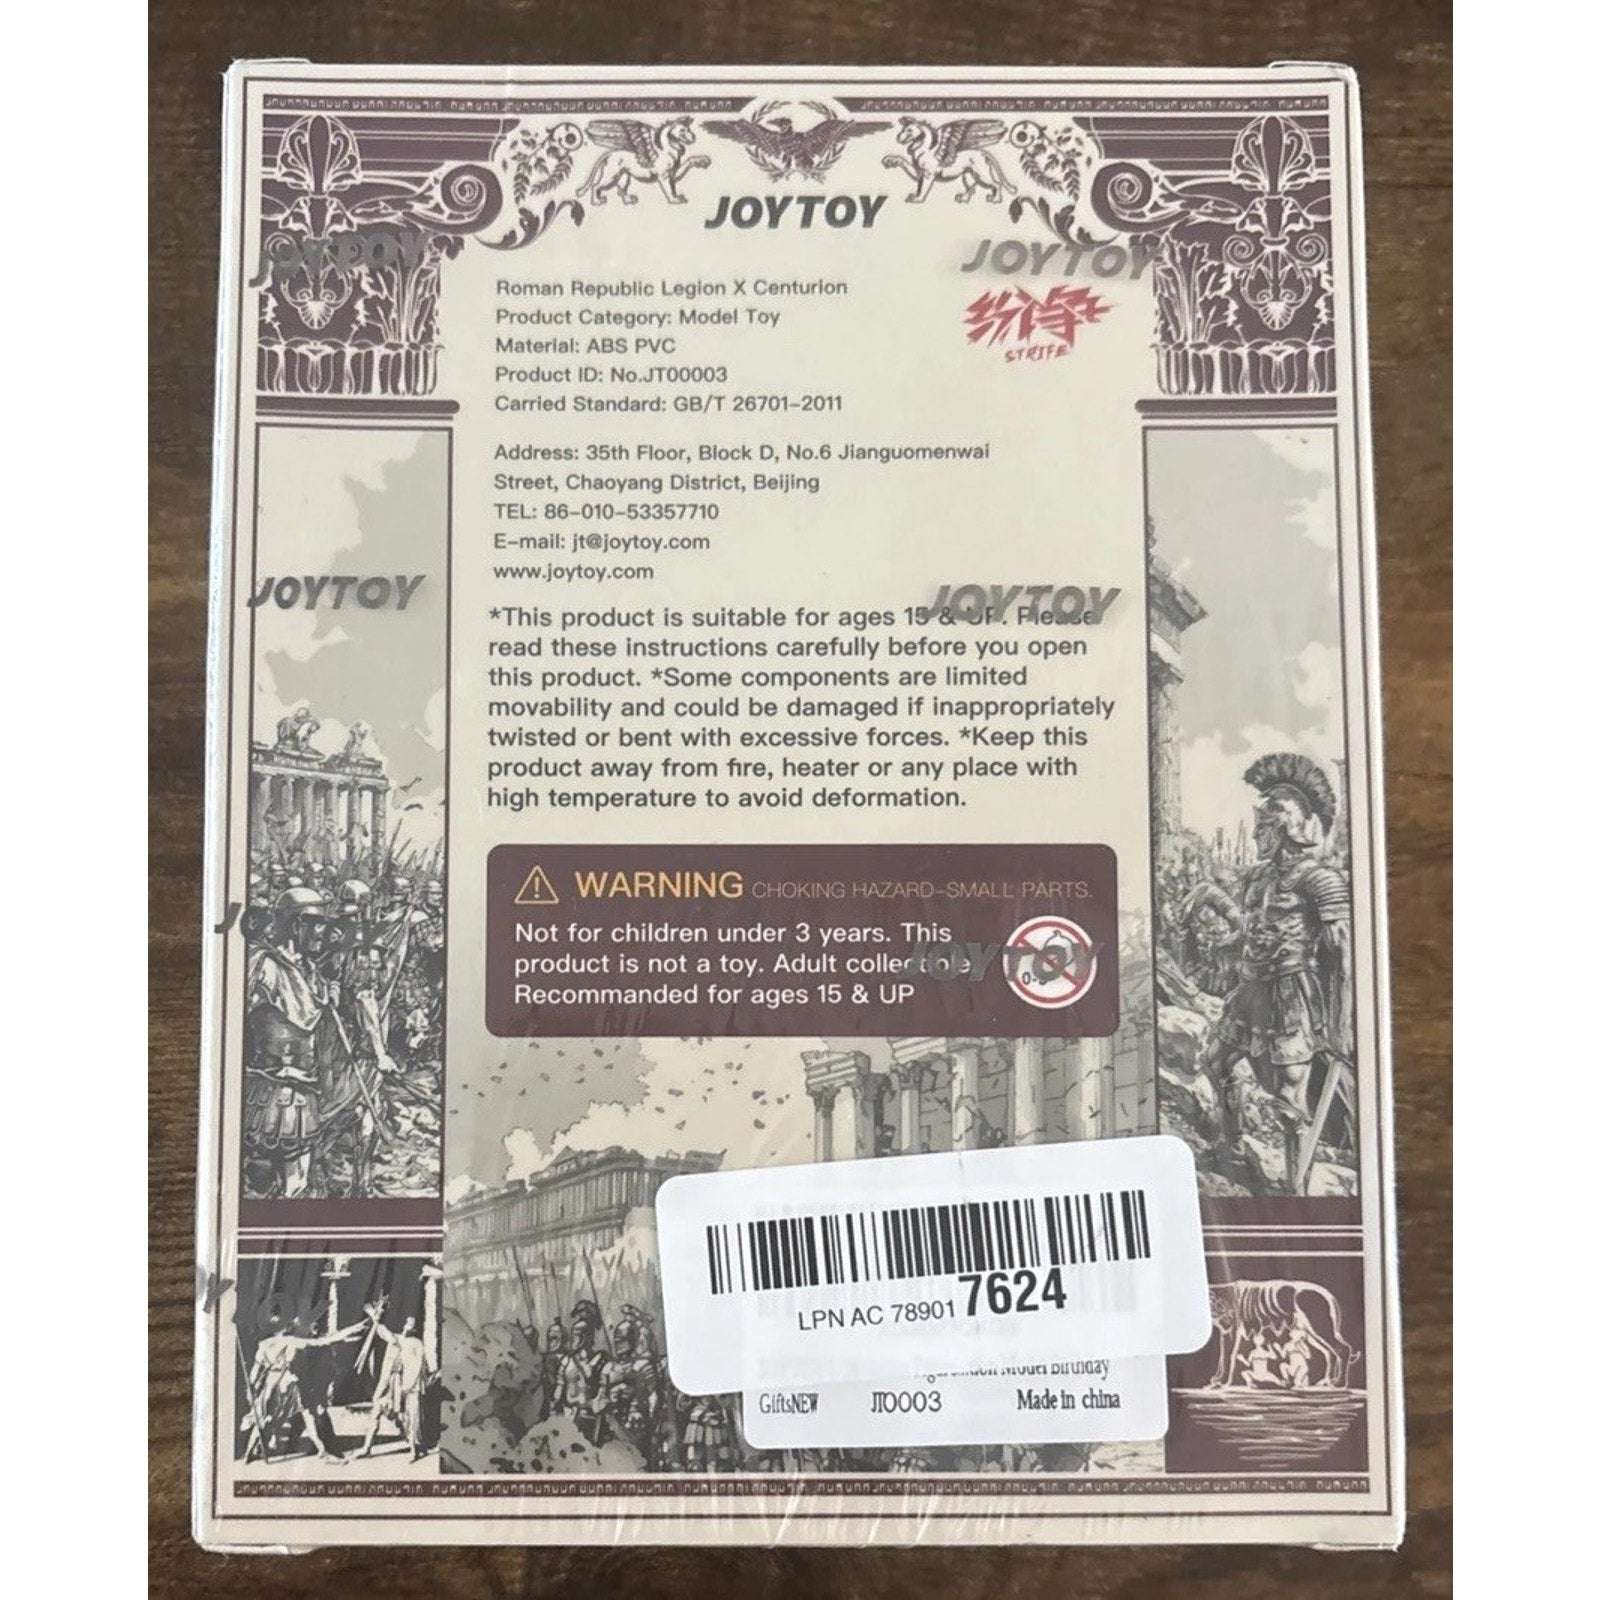 JOYTOY
JOYTOY
JOYTOY
纷争
STRIFE
Roman Republic Legion X Centurion
Product Category: Model Toy
Material: ABS PVC
Product ID: No.JT00003
Carried Standard: GB/T 26701-2011
Address: 35th Floor, Block D, No.6 Jianguomenwai
Street, Chaoyang District, Beijing
TEL: 86-010-53357710
E-mail: jt@joytoy.com
www.joytoy.com
JOYTOY
JOYTOY
*This product is suitable for ages 15 & UP. Please
read these instructions carefully before you open
this product. *Some components are limited
movability and could be damaged if inappropriately
twisted or bent with excessive forces. *Keep this
product away from fire, heater or any place with
high temperature to avoid deformation.
WARNING CHOKING HAZARD-SMALL PARTS.
Not for children under 3 years. This
product is not a toy. Adult collectible
Recommanded for ages 15 & UP
JOYTOY
LPN AC 789017624
Model Birthday
GiftsNEW JT0003 Made in china